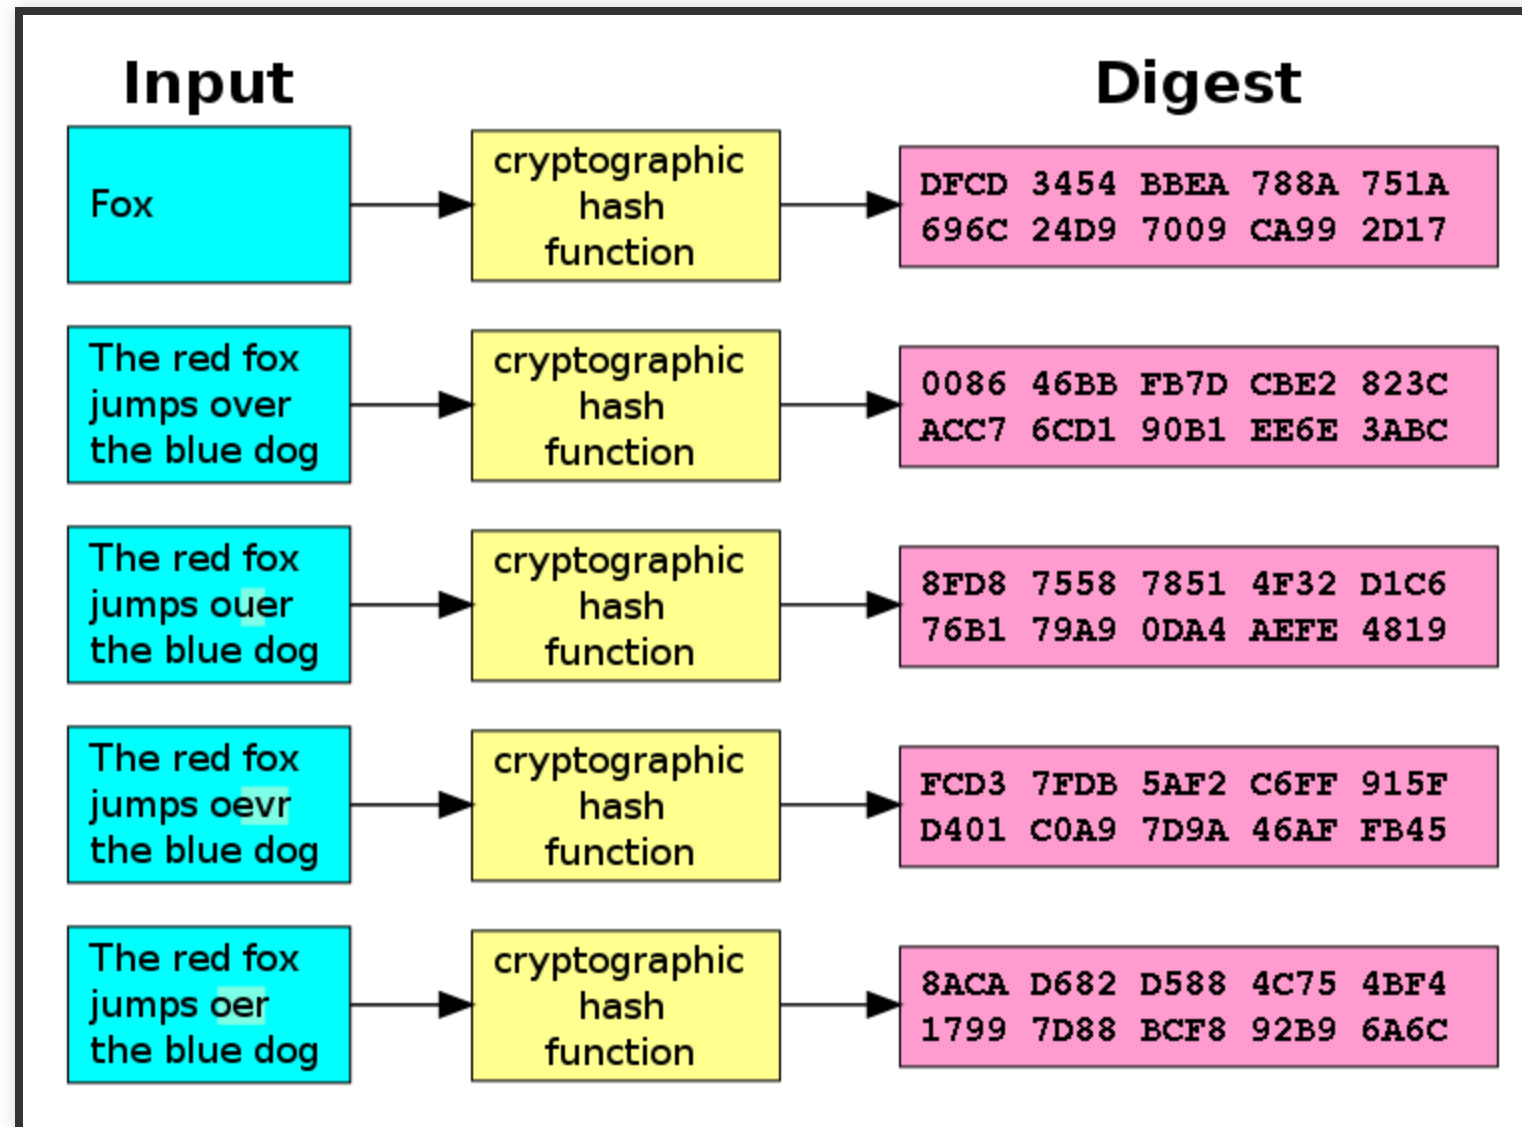 Input
Digest
Fox
cryptographic
hash
function
DFCD 3454 BBEA 788A 751A
696C 24D9 7009 CA99 2D17
The red fox
jumps over
the blue dog
cryptographic
hash
function
0086 46BB FB7D CBE2 823C
ACC7 6CD1 90B1 EE6E 3ABC
The red fox
jumps ouer
the blue dog
cryptographic
hash
function
8FD8 7558 7851 4F32 D1C6
76B1 79A9 0DA4 AEFE 4819
The red fox
jumps oevr
the blue dog
cryptographic
hash
function
FCD3 7FDB 5AF2 C6FF 915F
D401 C0A9 7D9A 46AF FB45
The red fox
jumps oer
the blue dog
cryptographic
hash
function
8ACA D682 D588 4C75 4BF4
1799 7D88 BCF8 92B9 6A6C